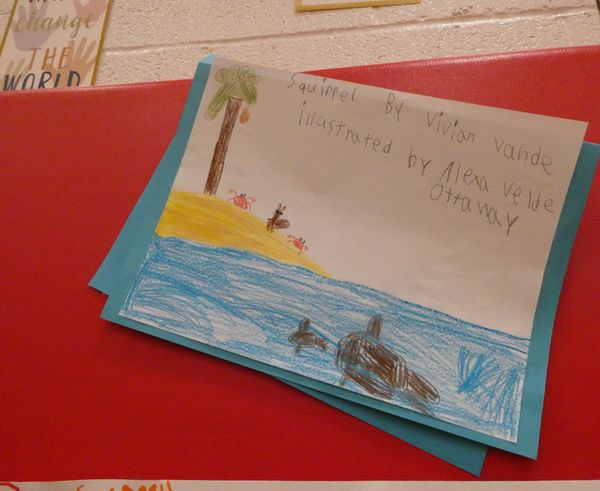 change
THE
WORLD
Squirrel By Vivian Vande
illustrated by Alexa Velde
Ottaway